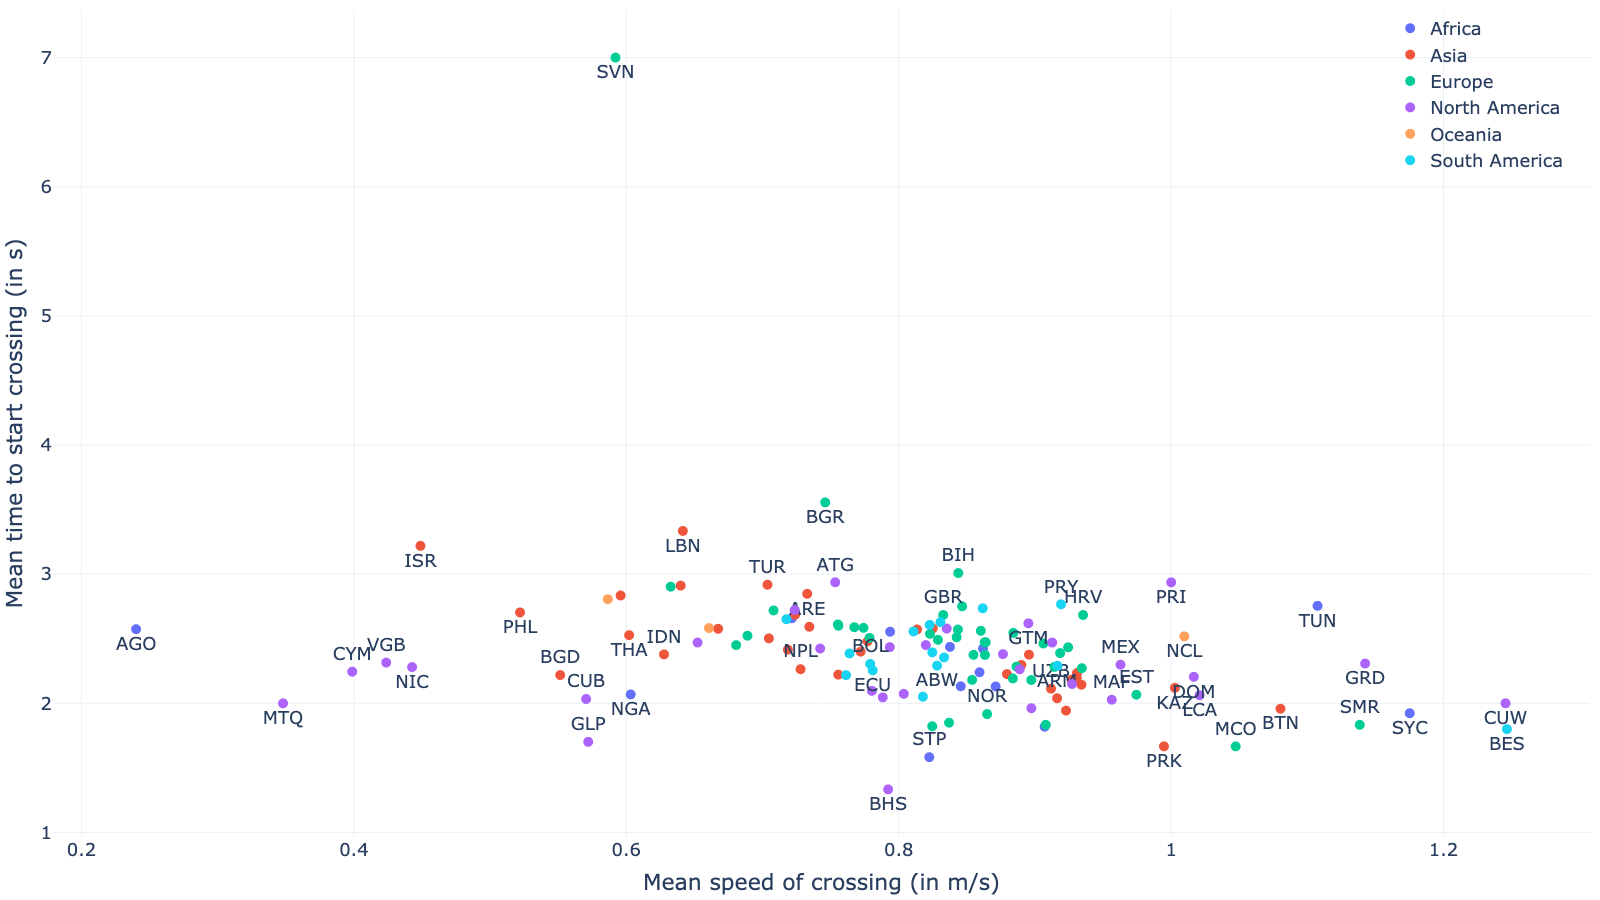 Africa
Asia
Europe
North America
Oceania
South America
7
SVN
6
5
4
BGR
LBN
BIH
ISR
3
TUR
ATG
PRY
PRI
ARE
GBR
HRV
TUN
PHL
AGO
IDN
GTM
VGB
THA
NPL
BOL
MEX
NCL
CYM
BGD
UZB
EST
GRD
NIC
CUB
ECU
ABW
ARM
MAF
DOM
2
NOR
KAZ
MTQ
NGA
LCA
SMR
CUW
GLP
STP
MCO
BTN
SYC
BES
PRK
BHS
1
0.2
0.4
0.6
0.8
1
1.2
Mean speed of crossing (in m/s)
Mean time to start crossing (in s)